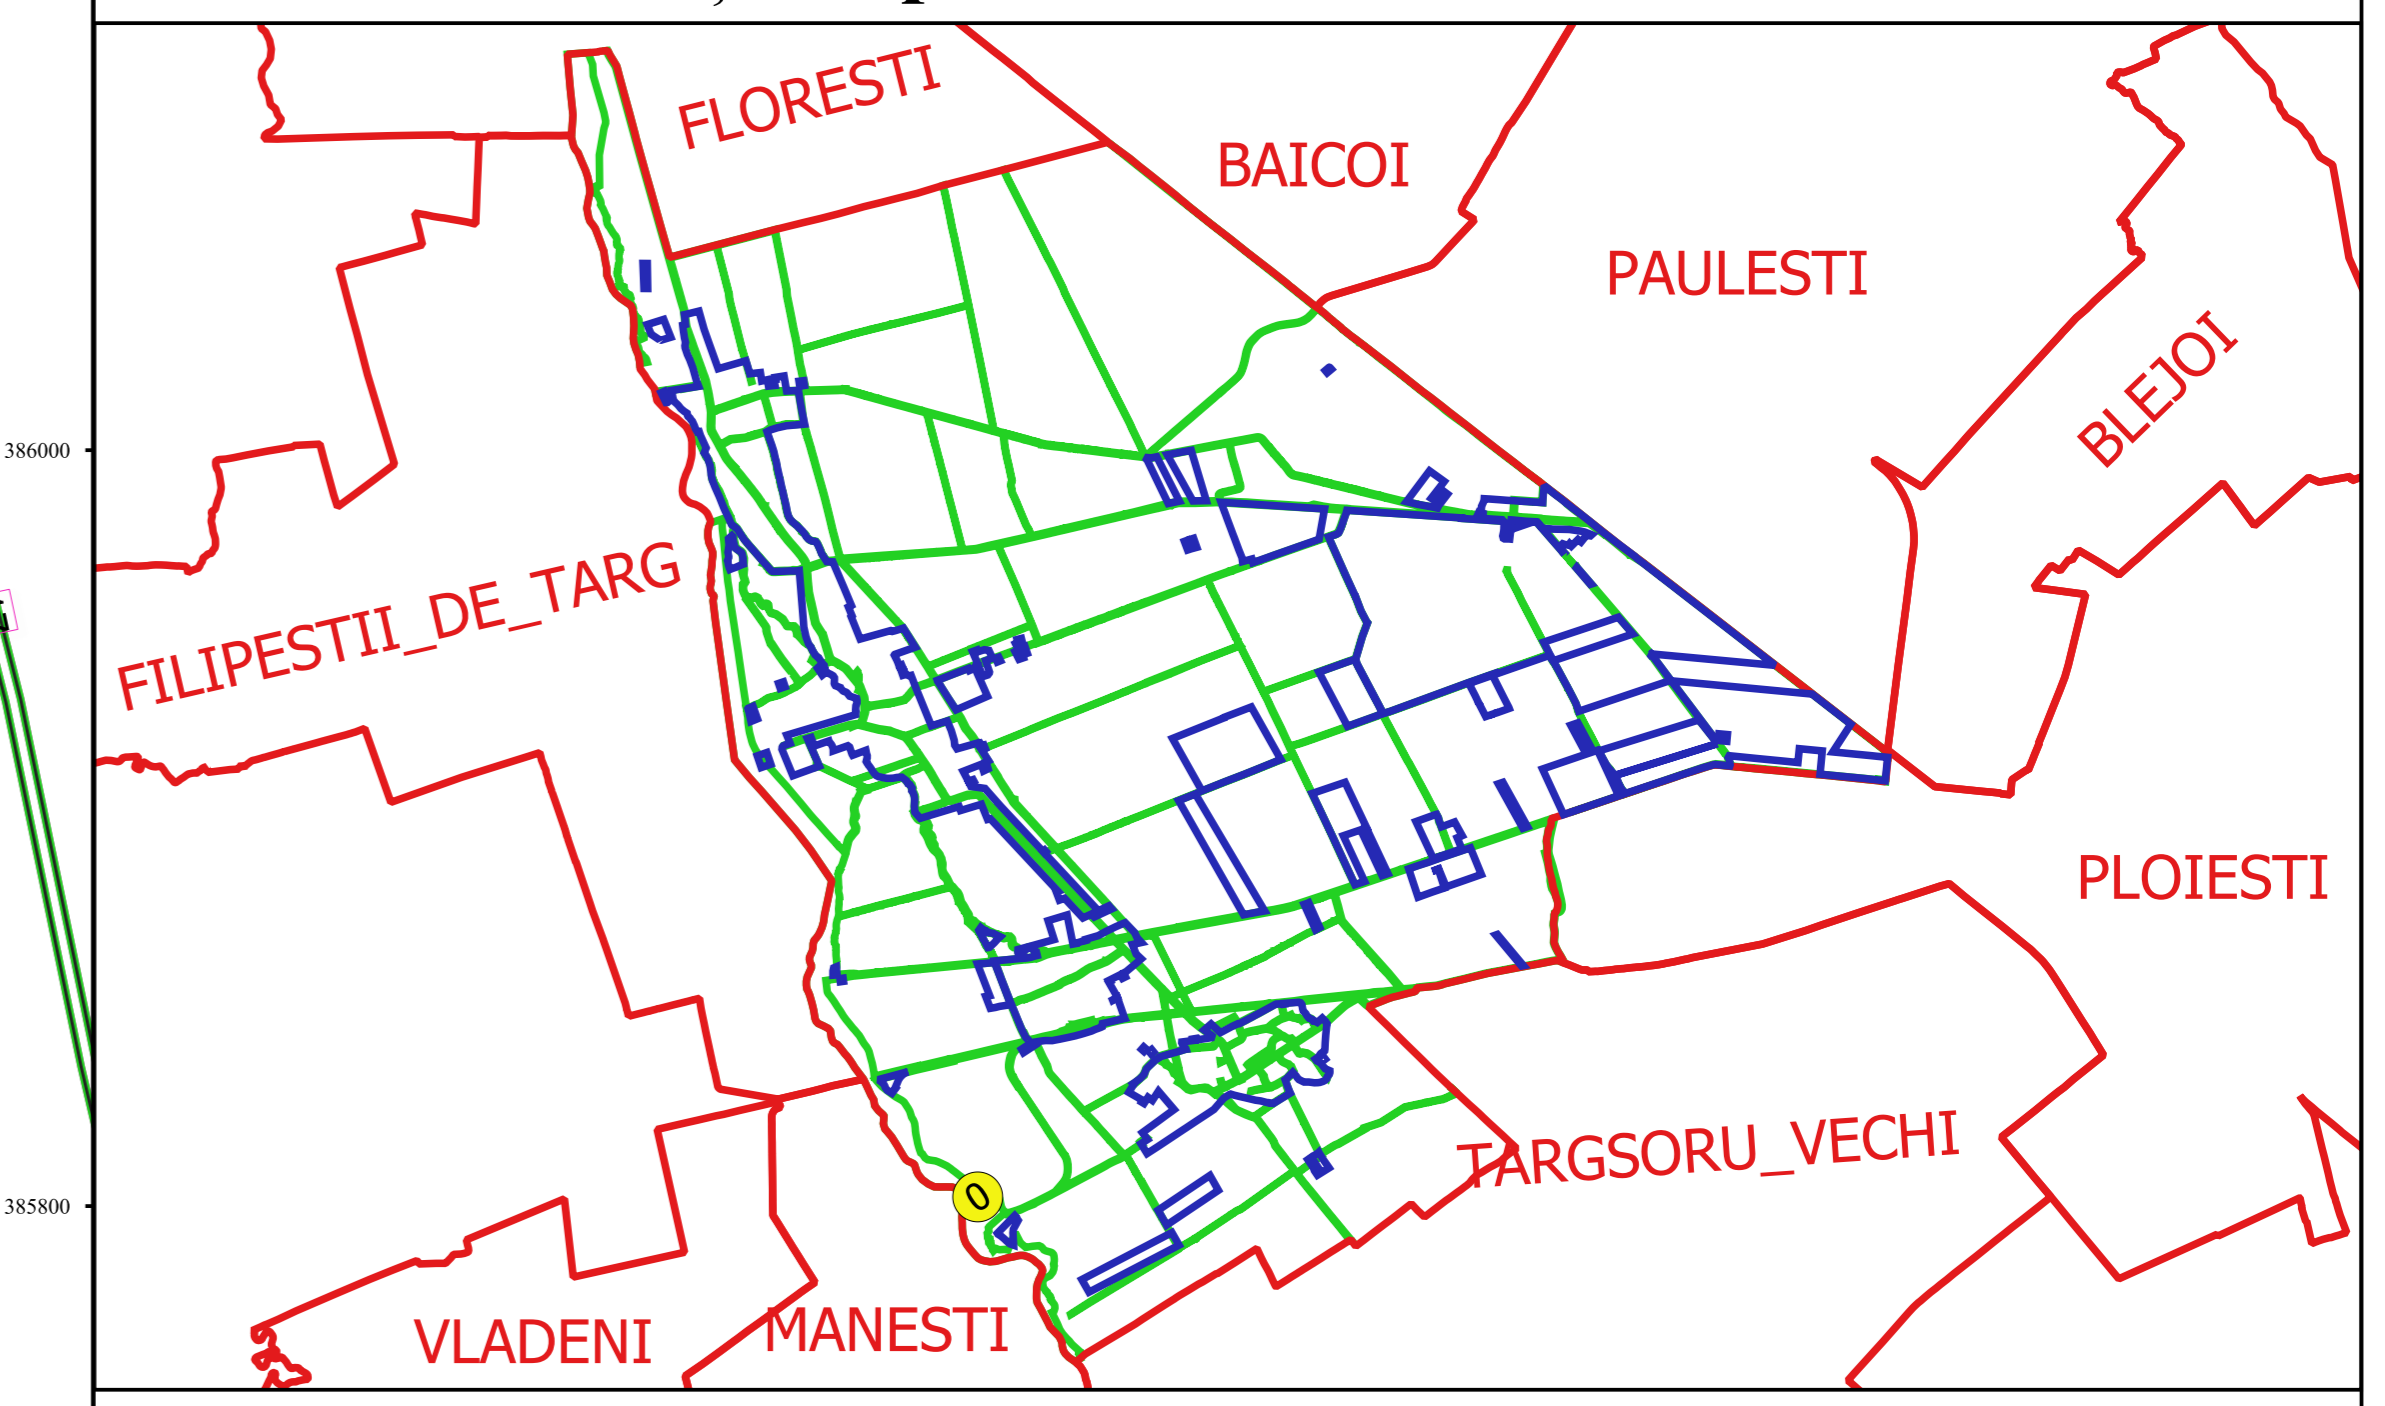 FLORESTI
BAICOI
PAULESTI
BLEJOI
386000
FILIPESTII_DE_TARG
PLOIESTI
TARGSORU_VECHI
385800
0
VLADENI
MANESTI